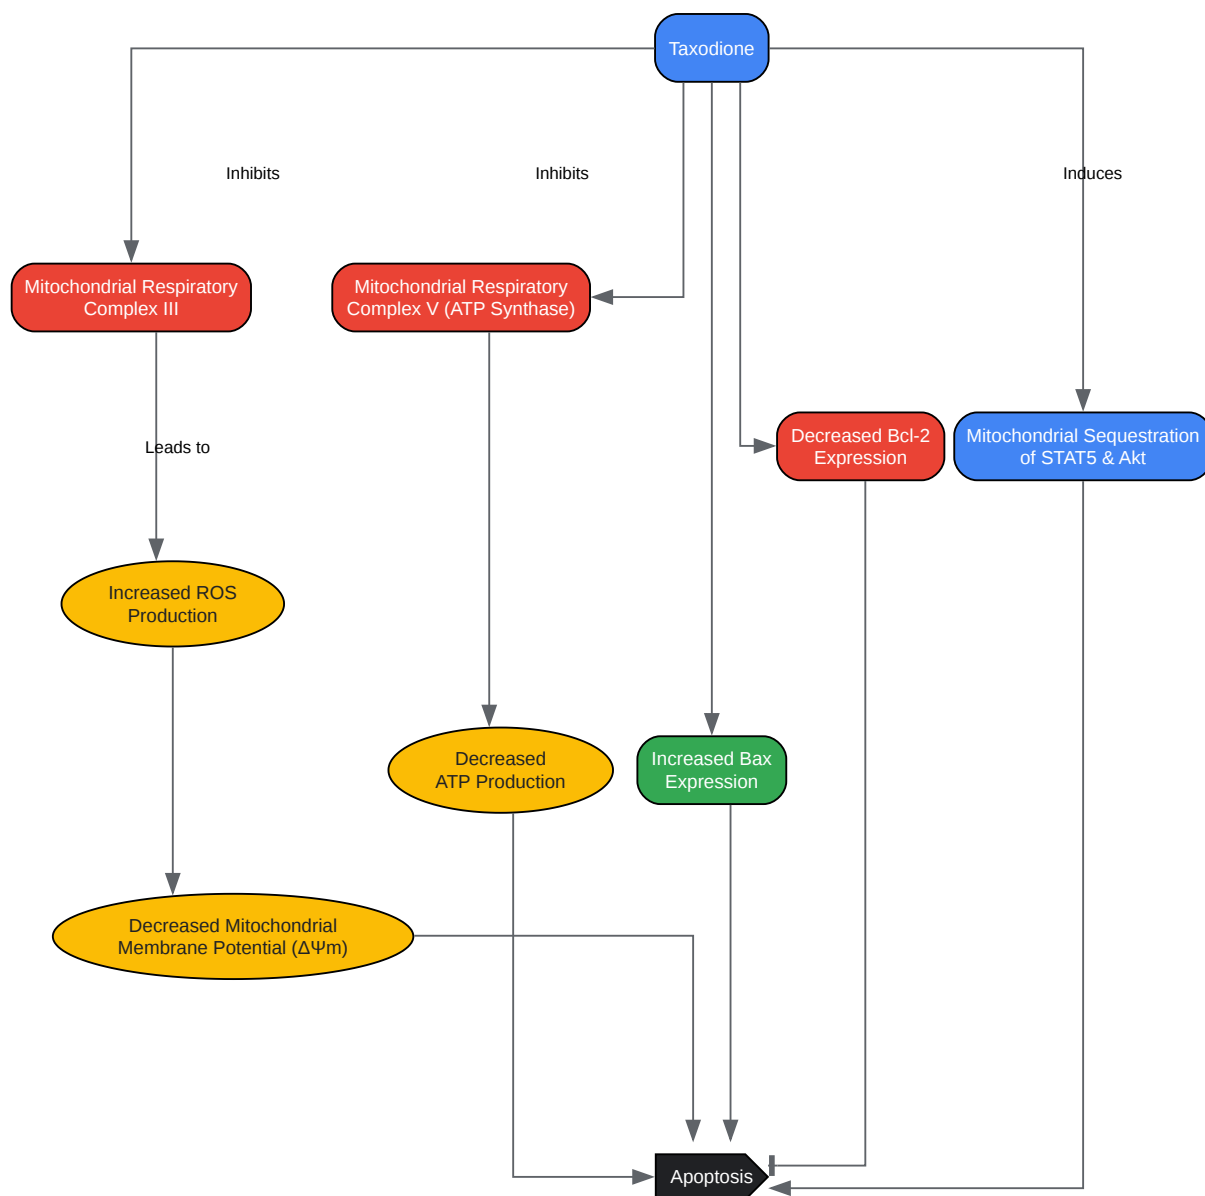 Taxodione
Inhibits
Inhibits
Induces
Mitochondrial Respiratory
Complex III
Mitochondrial Respiratory
Complex V (ATP Synthase)
Decreased Bcl-2
Expression
Mitochondrial Sequestration
of STAT5 & Akt
Leads to
Increased ROS
Production
Decreased
ATP Production
Increased Bax
Expression
Decreased Mitochondrial
Membrane Potential (ΔΨm)
Apoptosis